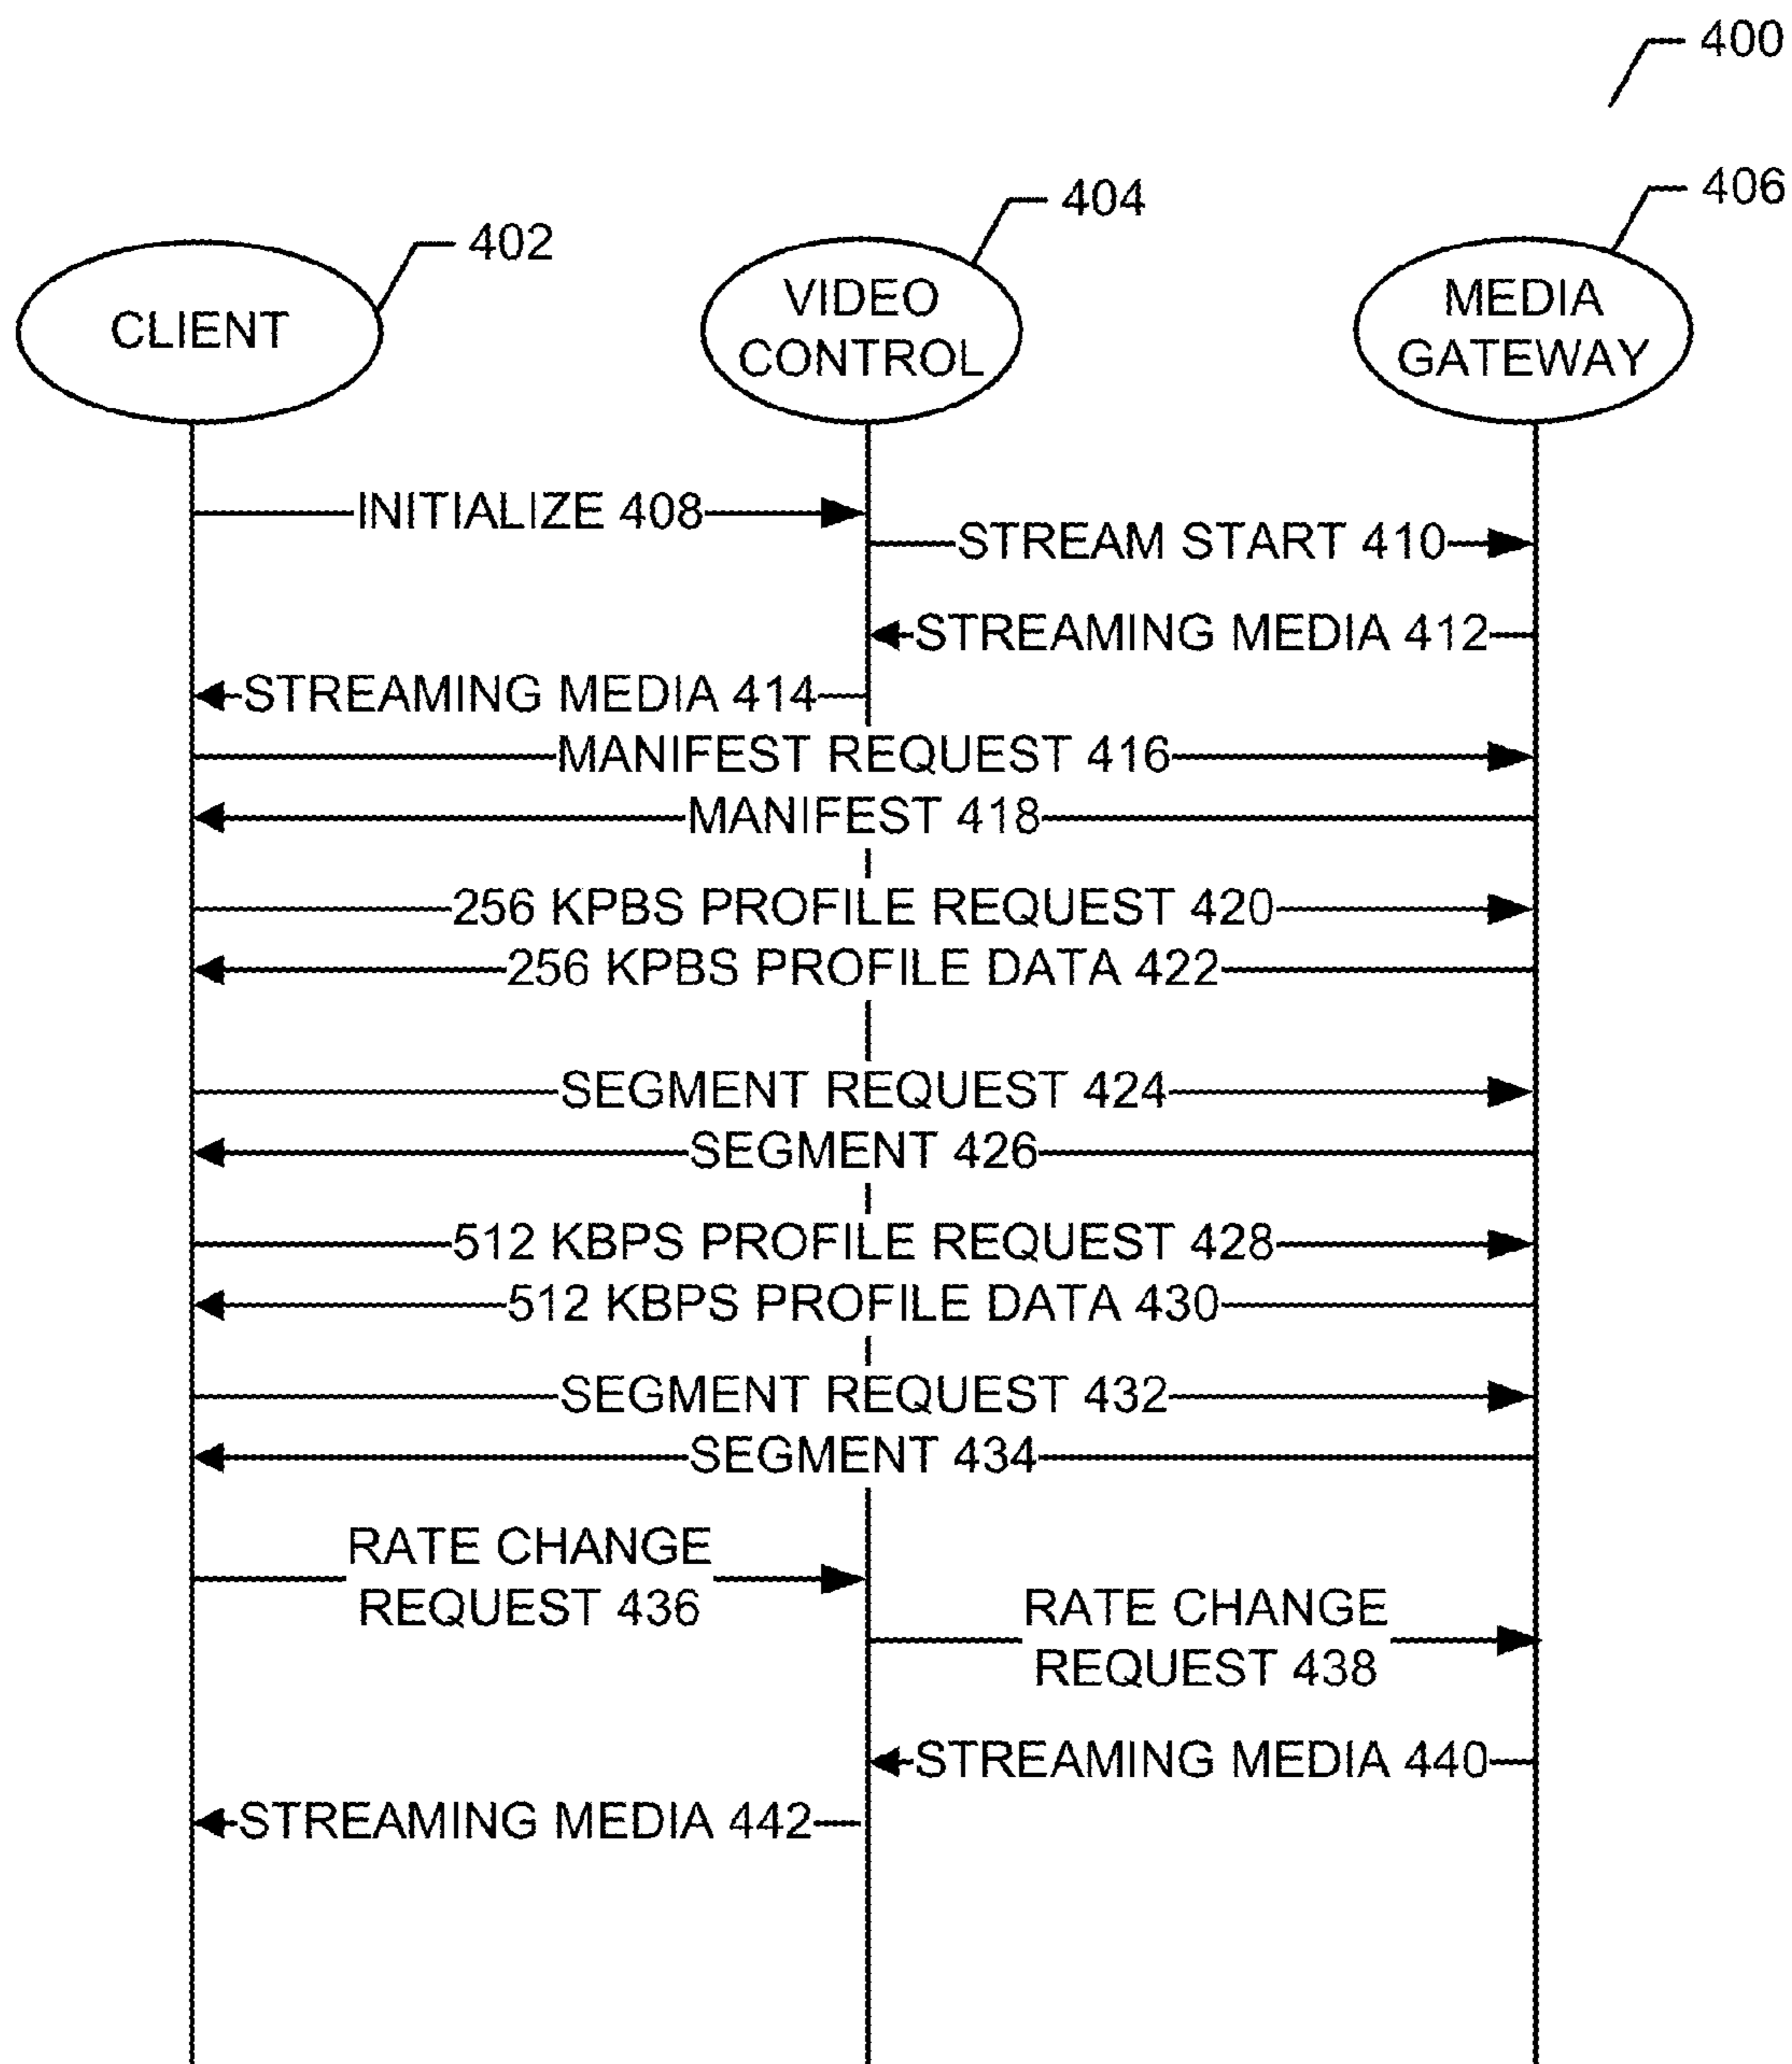 400
402
404
406
CLIENT
VIDEO
CONTROL
MEDIA
GATEWAY
INITIALIZE 408
STREAM START 410
STREAMING MEDIA 412
STREAMING MEDIA 414
MANIFEST REQUEST 416
MANIFEST 418
256 KPBS PROFILE REQUEST 420
256 KPBS PROFILE DATA 422
SEGMENT REQUEST 424
SEGMENT 426
512 KBPS PROFILE REQUEST 428
512 KBPS PROFILE DATA 430
SEGMENT REQUEST 432
SEGMENT 434
RATE CHANGE
REQUEST 436
RATE CHANGE
REQUEST 438
STREAMING MEDIA 440
STREAMING MEDIA 442